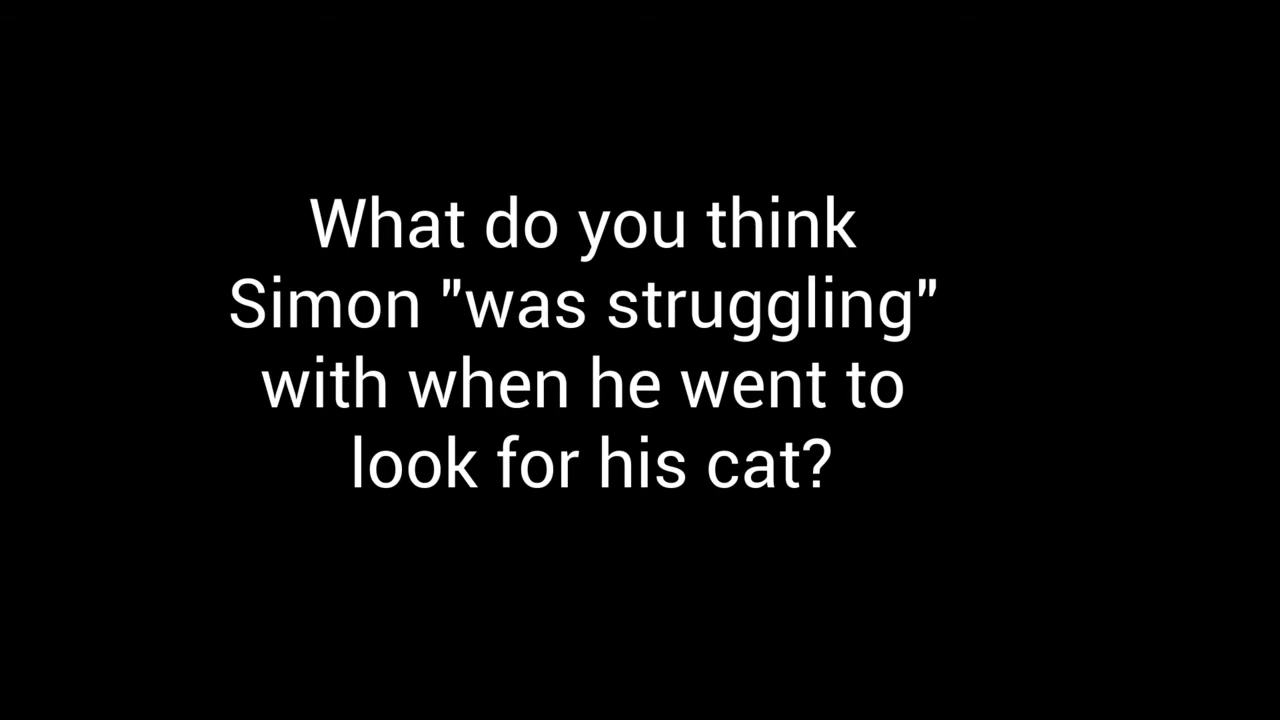 What do you think
Simon "was struggling"
with when he went to
look for his cat?